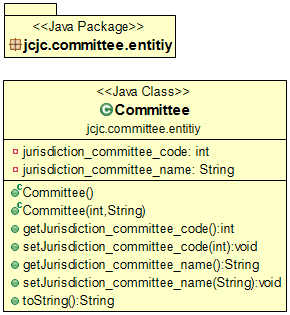 <<Java Package>>
jcjc.committee.entitiy
<<Java Class>>
Committee
jcjc.committee.entitiy
jurisdiction_committee_code: int
jurisdiction_committee_name: String
Committee()
Committee(int,String)
getJurisdiction_committee_code():int
setJurisdiction_committee_code(int):void
getJurisdiction_committee_name():String
setJurisdiction_committee_name(String):void
toString():String